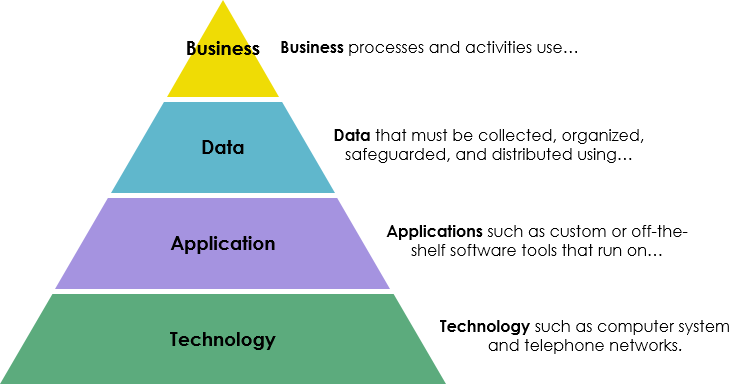 Business
Business processes and activities use…
Data
Data that must be collected, organized,
safeguarded, and distributed using…
Application
Applications such as custom or off-the-
shelf software tools that run on…
Technology
Technology such as computer system
and telephone networks.